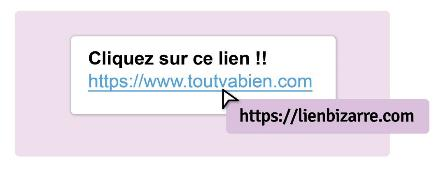 Cliquez sur ce lien !!
https://www.toutvabien.com
https://lienbizarre.com